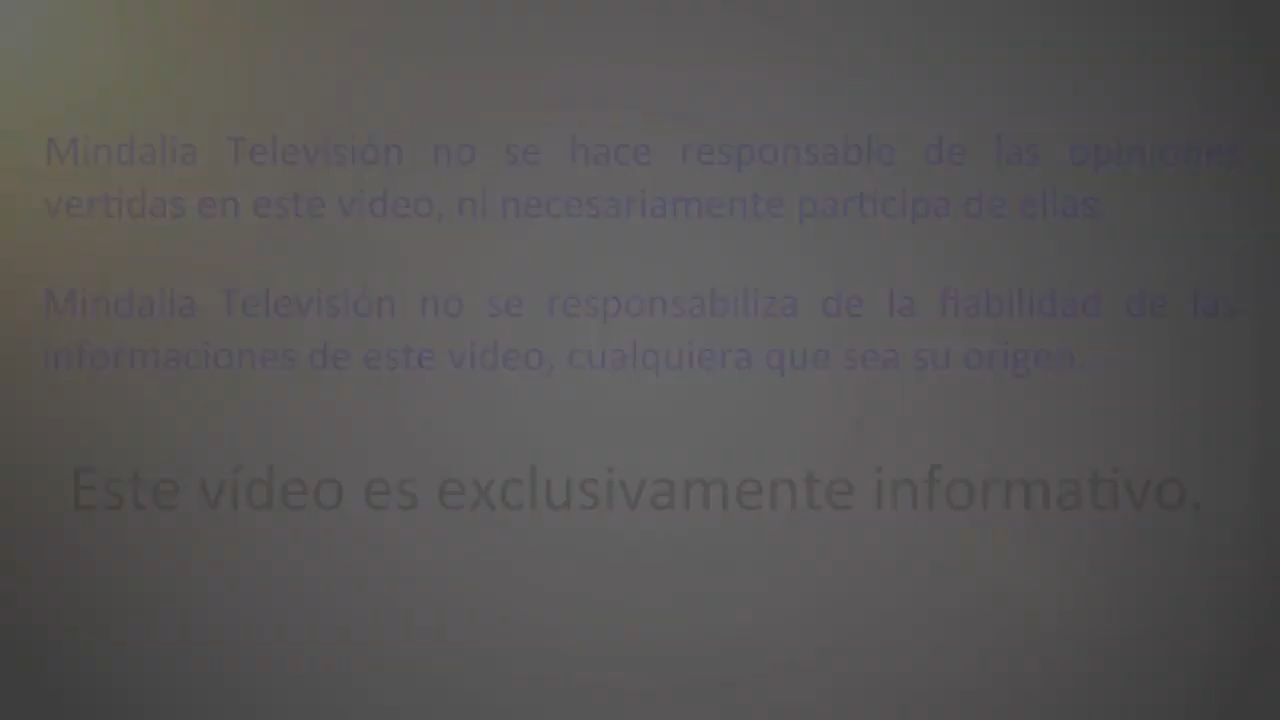 Mindalia Televisión no se hace responsable de las opiniones
vertidas en este vídeo, ni necesariamente participa de ellas.
Mindalia Televisión no se responsabiliza de la fiabilidad de las
informaciones de este vídeo, cualquiera que sea su origen.
Este vídeo es exclusivamente informativo.